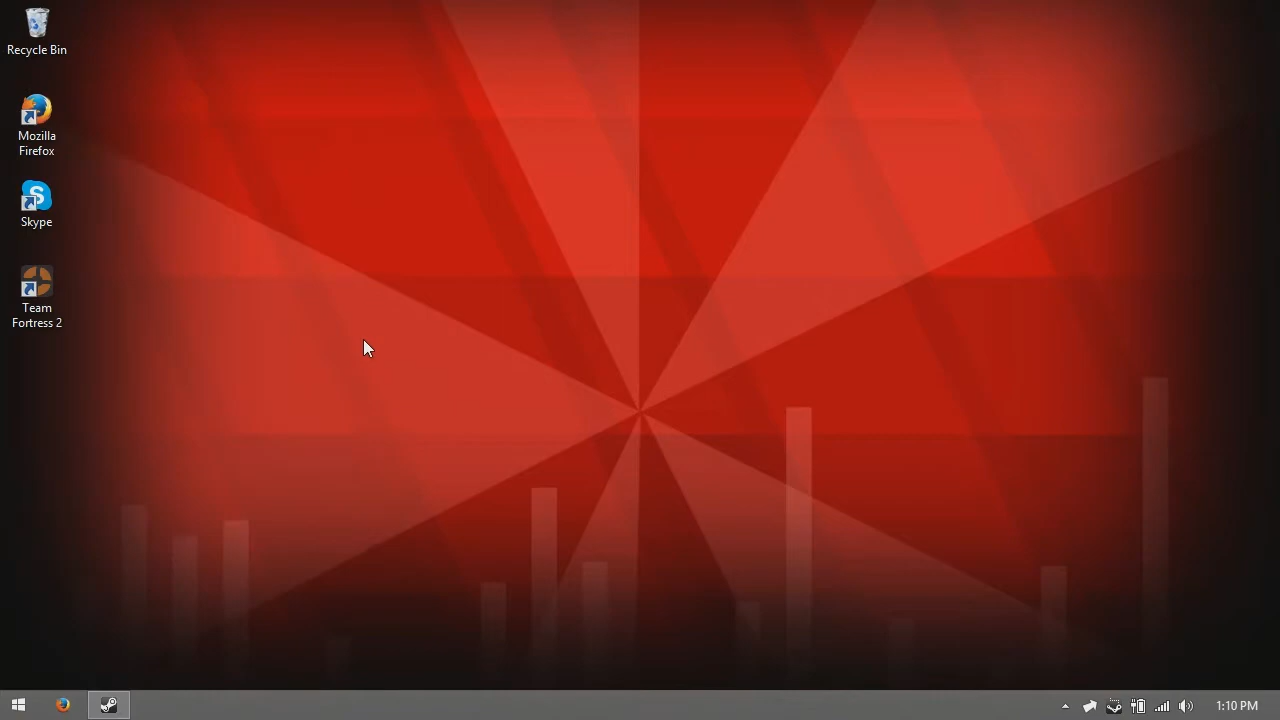 Recycle Bin
Mozilla
Firefox
Skype
Team
Fortress 2
1:10 PM